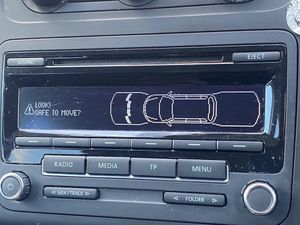 SOUND
EJECT
LOOK!
SAFE TO MOVE?
RADIO
MEDIA
TP
MENU
SEEK/TRACK
FOLDER